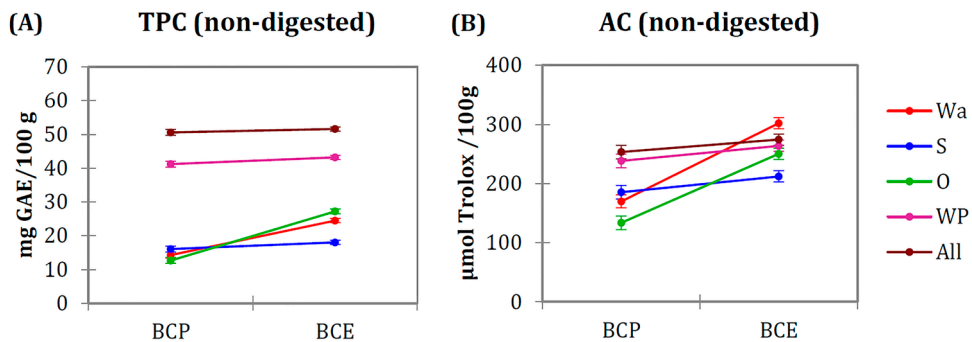 (A) TPC (non-digested)
mg GAE/100 g
70
60
50
40
30
20
10
0
BCP BCE
(B) AC (non-digested)
μmol Trolox /100g
400
300
200
100
0
BCP BCE
Wa
S
O
WP
All